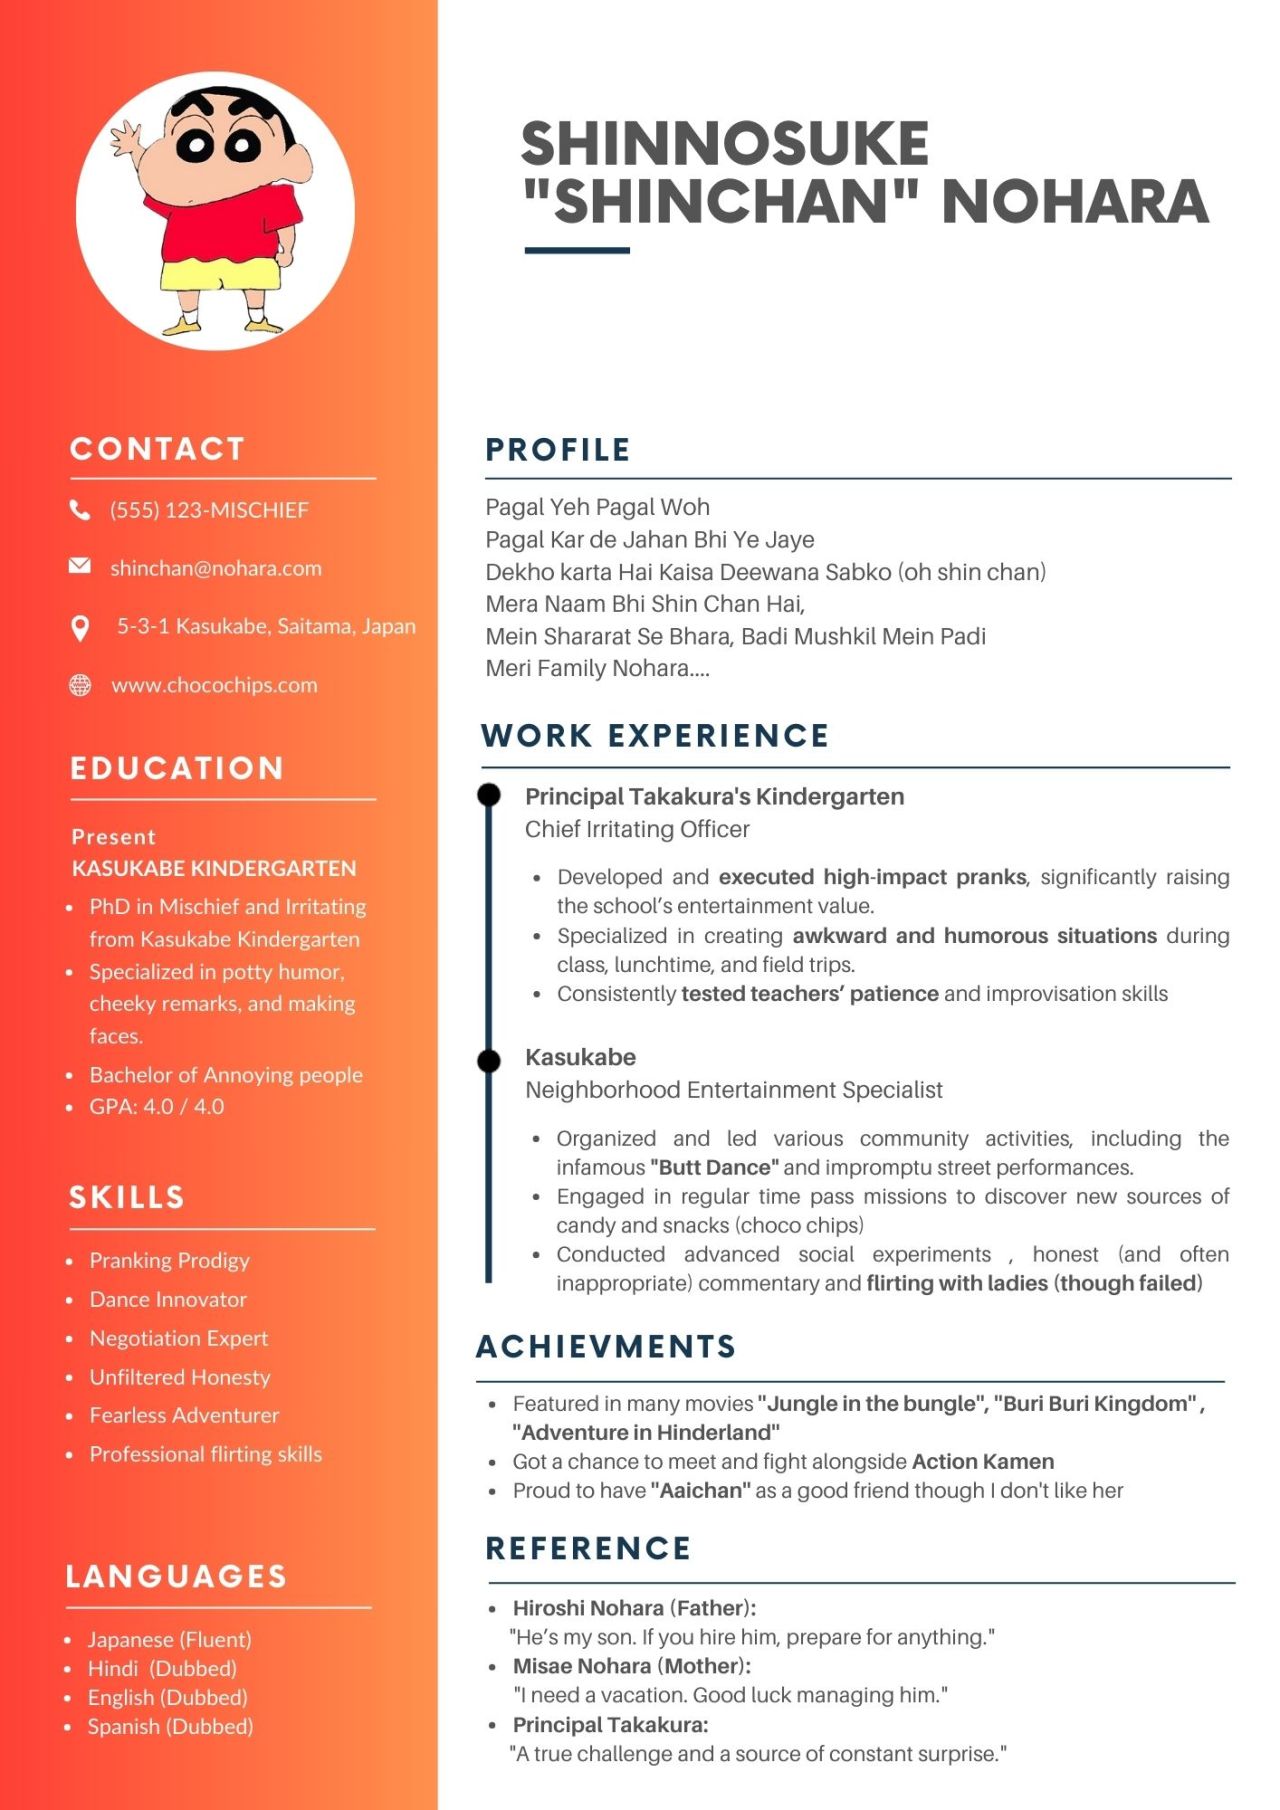 SHINNOSUKE
"SHINCHAN" NOHARA
CONTACT
(555) 123-MISCHIEF
shinchan@nohara.com
5-3-1 Kasukabe, Saitama, Japan
www.chocochips.com
EDUCATION
Present
KASUKABE KINDERGARTEN
• PhD in Mischief and Irritating
from Kasukabe Kindergarten
• Specialized in potty humor,
cheeky remarks, and making
faces.
• Bachelor of Annoying people
• GPA: 4.0 / 4.0
SKILLS
• Pranking Prodigy
• Dance Innovator
• Negotiation Expert
• Unfiltered Honesty
• Fearless Adventurer
• Professional flirting skills
LANGUAGES
• Japanese (Fluent)
• Hindi (Dubbed)
• English (Dubbed)
• Spanish (Dubbed)
PROFILE
Pagal Yeh Pagal Woh
Pagal Kar de Jahan Bhi Ye Jaye
Dekho karta Hai Kaisa Deewana Sabko (oh shin chan)
Mera Naam Bhi Shin Chan Hai,
Mein Shararat Se Bhara, Badi Mushkil Mein Padi
Meri Family Nohara....
WORK EXPERIENCE
Principal Takakura's Kindergarten
Chief Irritating Officer
• Developed and executed high-impact pranks, significantly raising
the school’s entertainment value.
• Specialized in creating awkward and humorous situations during
class, lunchtime, and field trips.
• Consistently tested teachers’ patience and improvisation skills
Kasukabe
Neighborhood Entertainment Specialist
• Organized and led various community activities, including the
infamous "Butt Dance" and impromptu street performances.
• Engaged in regular time pass missions to discover new sources of
candy and snacks (choco chips)
• Conducted advanced social experiments , honest (and often
inappropriate) commentary and flirting with ladies (though failed)
ACHIEVMENTS
• Featured in many movies "Jungle in the bungle", "Buri Buri Kingdom" ,
"Adventure in Hinderland"
• Got a chance to meet and fight alongside Action Kamen
• Proud to have "Aaichan" as a good friend though I don't like her
REFERENCE
• Hiroshi Nohara (Father):
"He’s my son. If you hire him, prepare for anything."
• Misae Nohara (Mother):
"I need a vacation. Good luck managing him."
• Principal Takakura:
"A true challenge and a source of constant surprise."